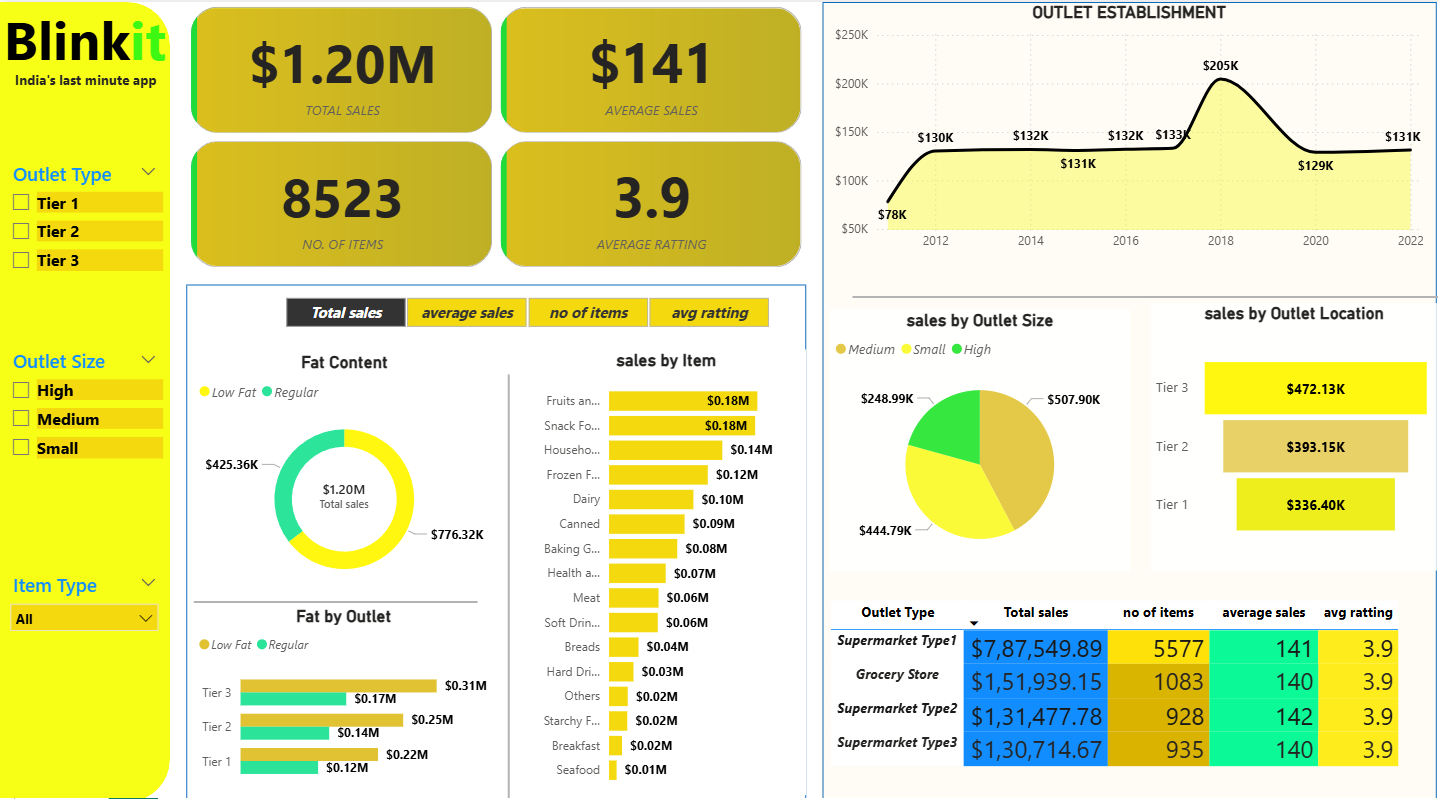 Blinkit
India's last minute app
Outlet Type
Tier 1
Tier 2
Tier 3
Outlet Size
High
Medium
Small
Item Type
All
$1.20M
TOTAL SALES
$141
AVERAGE SALES
8523
NO. OF ITEMS
3.9
AVERAGE RATTING
Total sales
average sales
no of items
avg ratting
Fat Content
Low Fat Regular
$425.36K
$1.20M
Total sales
$776.32K
Fat by Outlet
Low Fat Regular
Tier 3 $0.31M
$0.17M
Tier 2 $0.25M
$0.14M
Tier 1 $0.22M
$0.12M
sales by Item
Fruits an... $0.18M
Snack Fo... $0.18M
Househo... $0.14M
Frozen F... $0.12M
Dairy $0.10M
Canned $0.09M
Baking G... $0.08M
Health a... $0.07M
Meat $0.06M
Soft Drin... $0.06M
Breads $0.04M
Hard Dri... $0.03M
Others $0.02M
Starchy F... $0.02M
Breakfast $0.02M
Seafood $0.01M
OUTLET ESTABLISHMENT
$250K
$200K
$150K
$100K
$50K
$78K
$130K
$132K
$131K
$132K
$133K
$205K
$129K
$131K
2012 2014 2016 2018 2020 2022
sales by Outlet Size
Medium Small High
$248.99K
$507.90K
$444.79K
sales by Outlet Location
Tier 3 $472.13K
Tier 2 $393.15K
Tier 1 $336.40K
Outlet Type Total sales no of items average sales avg ratting
Supermarket Type1 $7,87,549.89 5577 141 3.9
Grocery Store $1,51,939.15 1083 140 3.9
Supermarket Type2 $1,31,477.78 928 142 3.9
Supermarket Type3 $1,30,714.67 935 140 3.9